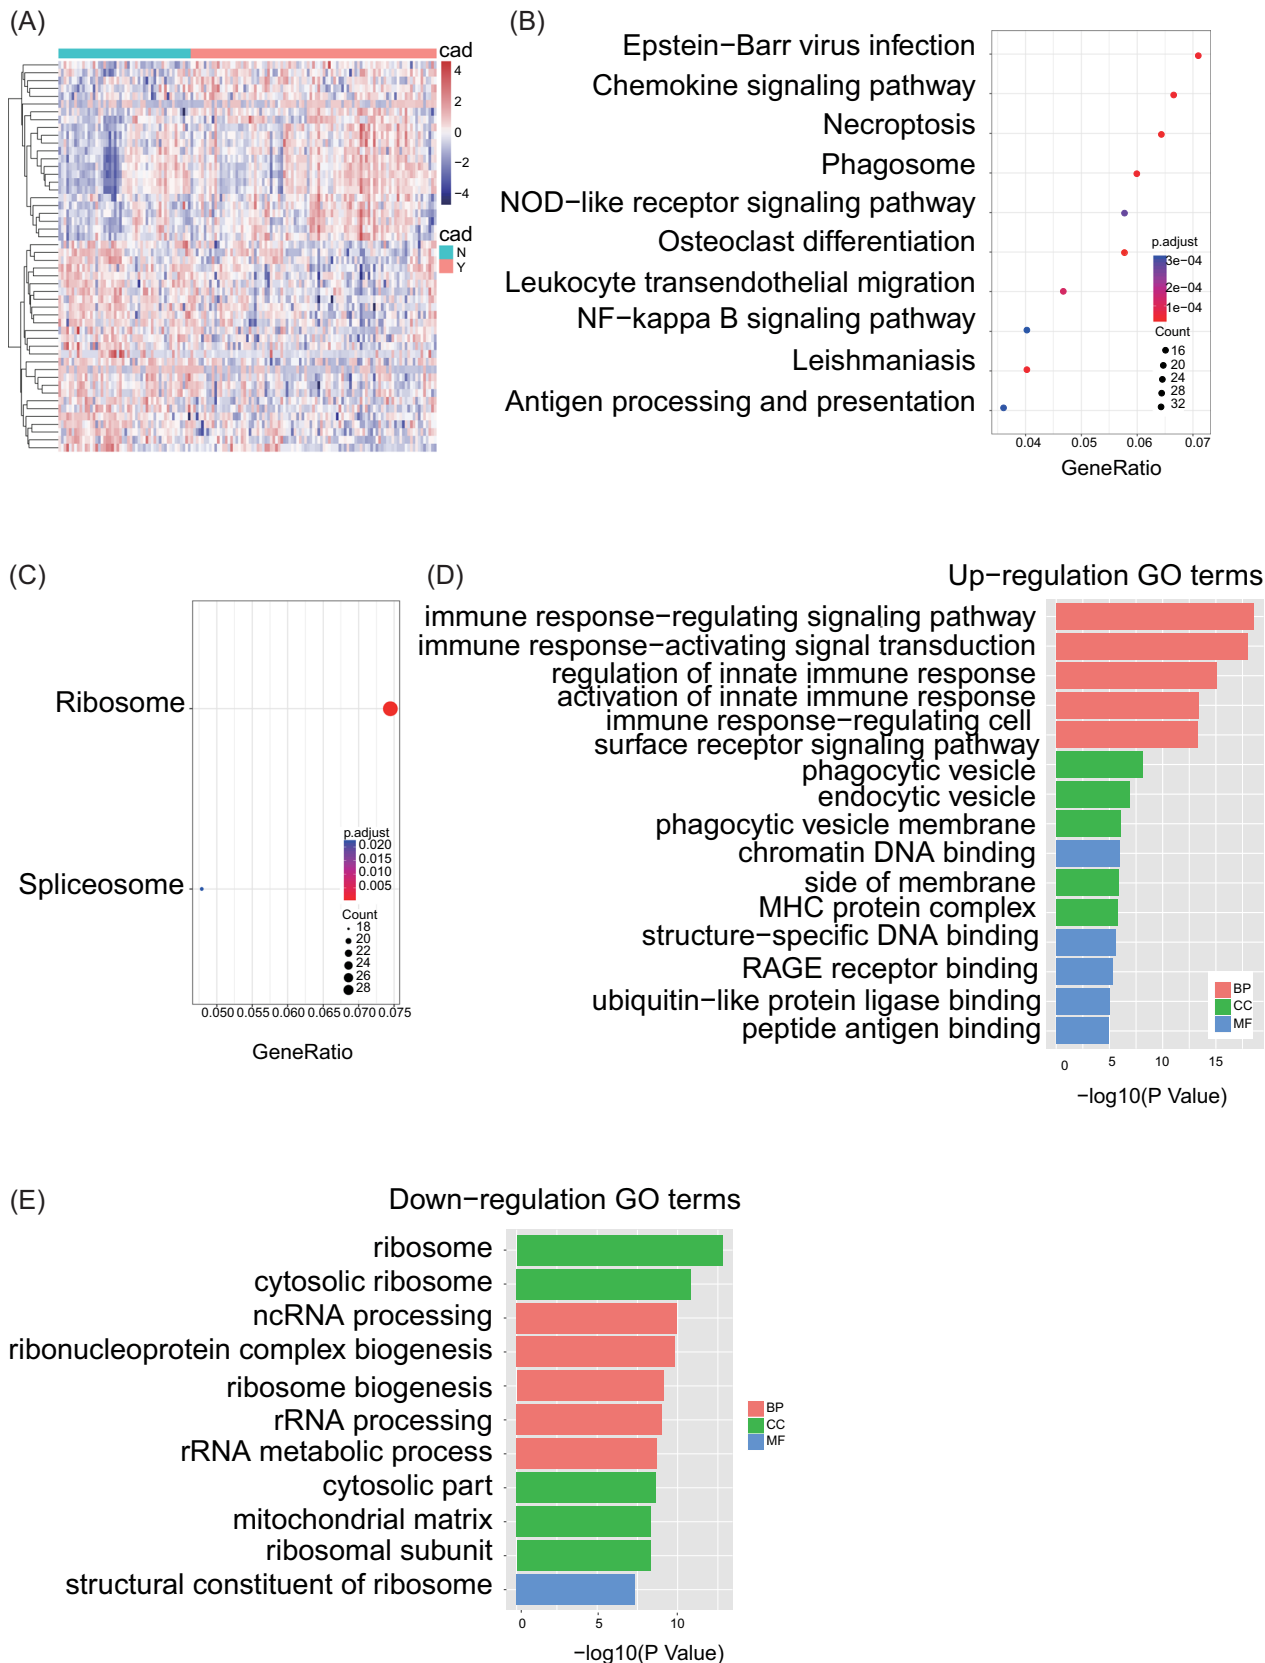 (A)
cad
4
2
0
−2
−4
cad
N
Y
(B)
Epstein−Barr virus infection
Chemokine signaling pathway
Necroptosis
Phagosome
NOD−like receptor signaling pathway
Osteoclast differentiation
Leukocyte transendothelial migration
NF−kappa B signaling pathway
Leishmaniasis
Antigen processing and presentation
p.adjust
3e−04
2e−04
1e−04
Count
16
20
24
28
32
0.04 0.05 0.06 0.07
GeneRatio
(C)
Ribosome
Spliceosome
p.adjust
0.020
0.015
0.010
0.005
Count
18
20
22
24
26
28
0.050 0.055 0.060 0.065 0.070 0.075
GeneRatio
(D)
Up−regulation GO terms
immune response−regulating signaling pathway
immune response−activating signal transduction
regulation of innate immune response
activation of innate immune response
immune response−regulating cell
surface receptor signaling pathway
phagocytic vesicle
endocytic vesicle
phagocytic vesicle membrane
chromatin DNA binding
side of membrane
MHC protein complex
structure−specific DNA binding
RAGE receptor binding
ubiquitin−like protein ligase binding
peptide antigen binding
BP
CC
MF
0 5 10 15
−log10(P Value)
(E)
Down−regulation GO terms
ribosome
cytosolic ribosome
ncRNA processing
ribonucleoprotein complex biogenesis
ribosome biogenesis
rRNA processing
rRNA metabolic process
cytosolic part
mitochondrial matrix
ribosomal subunit
structural constituent of ribosome
BP
CC
MF
0 5 10
−log10(P Value)